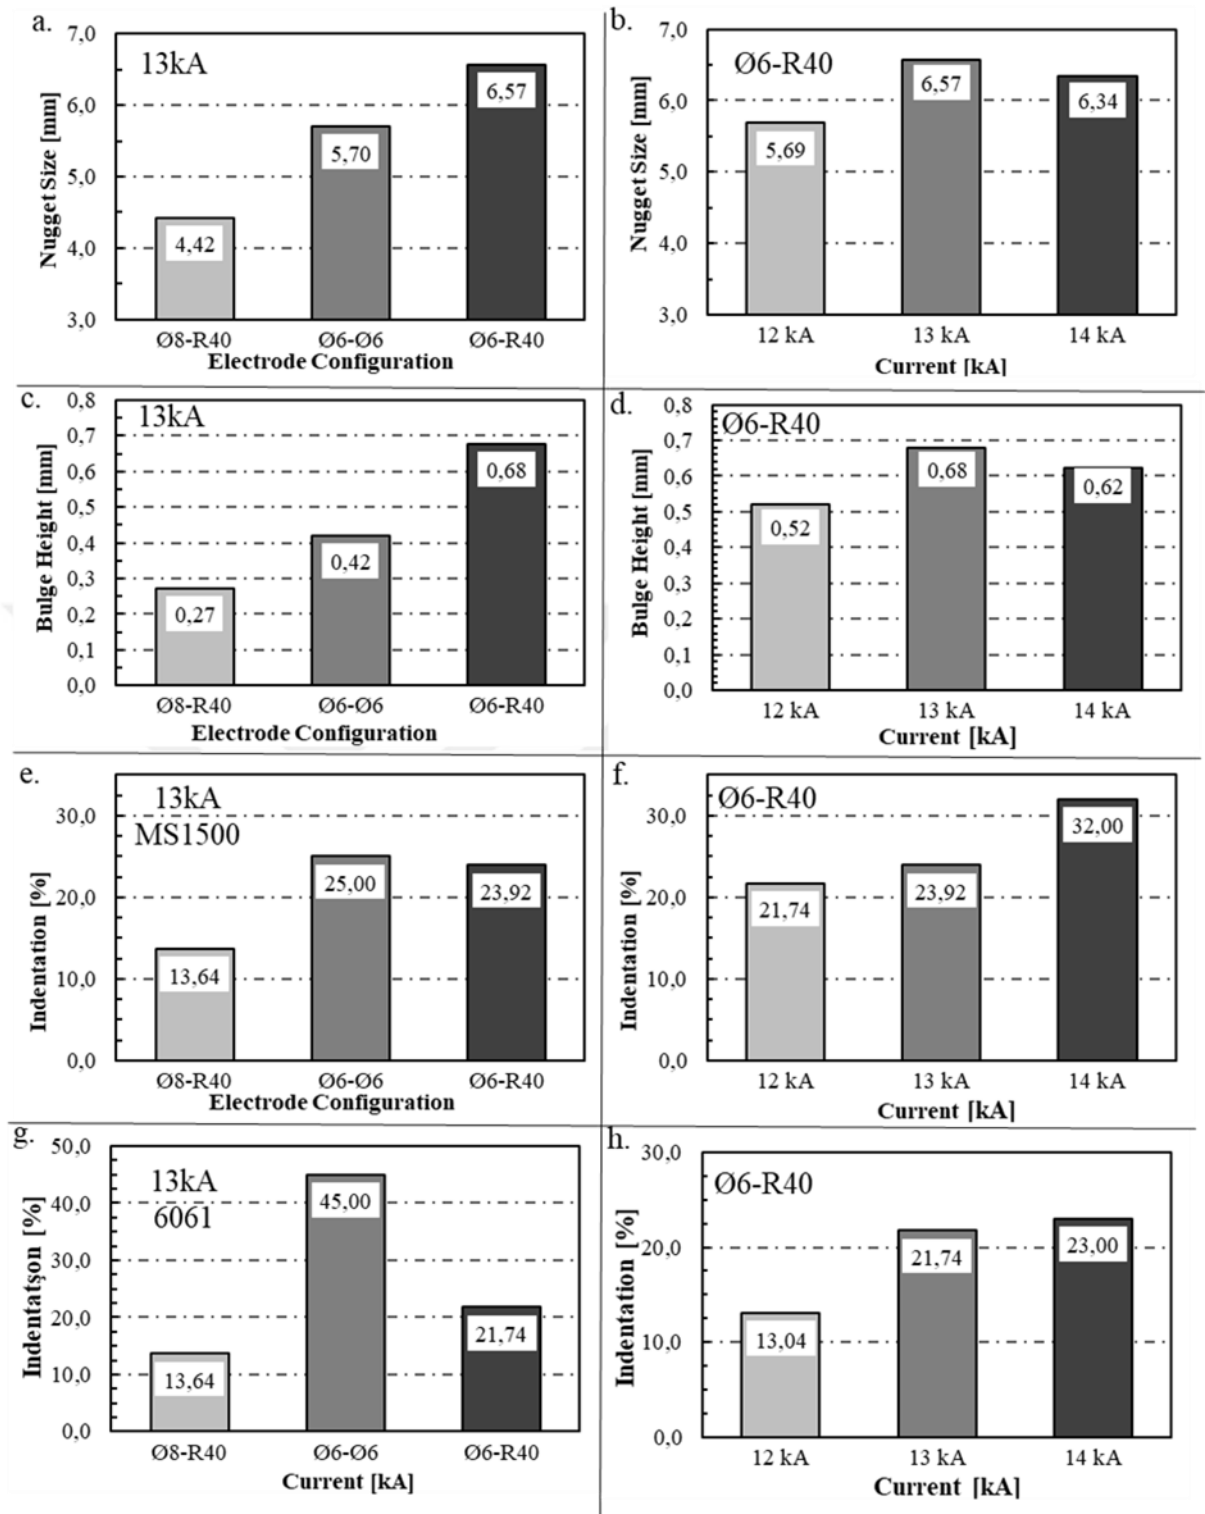 a.
13kA
Nugget Size [mm]
7,0
6,0
5,0
4,0
3,0
4,42
5,70
6,57
Ø8-R40 Ø6-Ø6 Ø6-R40
Electrode Configuration
b.
Ø6-R40
Nugget Size [mm]
7,0
6,0
5,0
4,0
3,0
5,69
6,57
6,34
12 kA 13 kA 14 kA
Current [kA]
c.
13kA
Bulge Height [mm]
0,8
0,7
0,6
0,5
0,4
0,3
0,2
0,1
0,0
0,27
0,42
0,68
Ø8-R40 Ø6-Ø6 Ø6-R40
Electrode Configuration
d.
Ø6-R40
Bulge Height [mm]
0,8
0,7
0,6
0,5
0,4
0,3
0,2
0,1
0,0
0,52
0,68
0,62
12 kA 13 kA 14 kA
Current [kA]
e.
13kA
MS1500
Indentation [%]
30,0
20,0
10,0
0,0
13,64
25,00
23,92
Ø8-R40 Ø6-Ø6 Ø6-R40
Electrode Configuration
f.
Ø6-R40
Indentation [%]
30,0
20,0
10,0
0,0
21,74
23,92
32,00
12 kA 13 kA 14 kA
Current [kA]
g.
13kA
6061
Indentatşon [%]
50,0
40,0
30,0
20,0
10,0
0,0
13,64
45,00
21,74
Ø8-R40 Ø6-Ø6 Ø6-R40
Current [kA]
h.
Ø6-R40
Indentation [%]
30,0
20,0
10,0
0,0
13,04
21,74
23,00
12 kA 13 kA 14 kA
Current [kA]